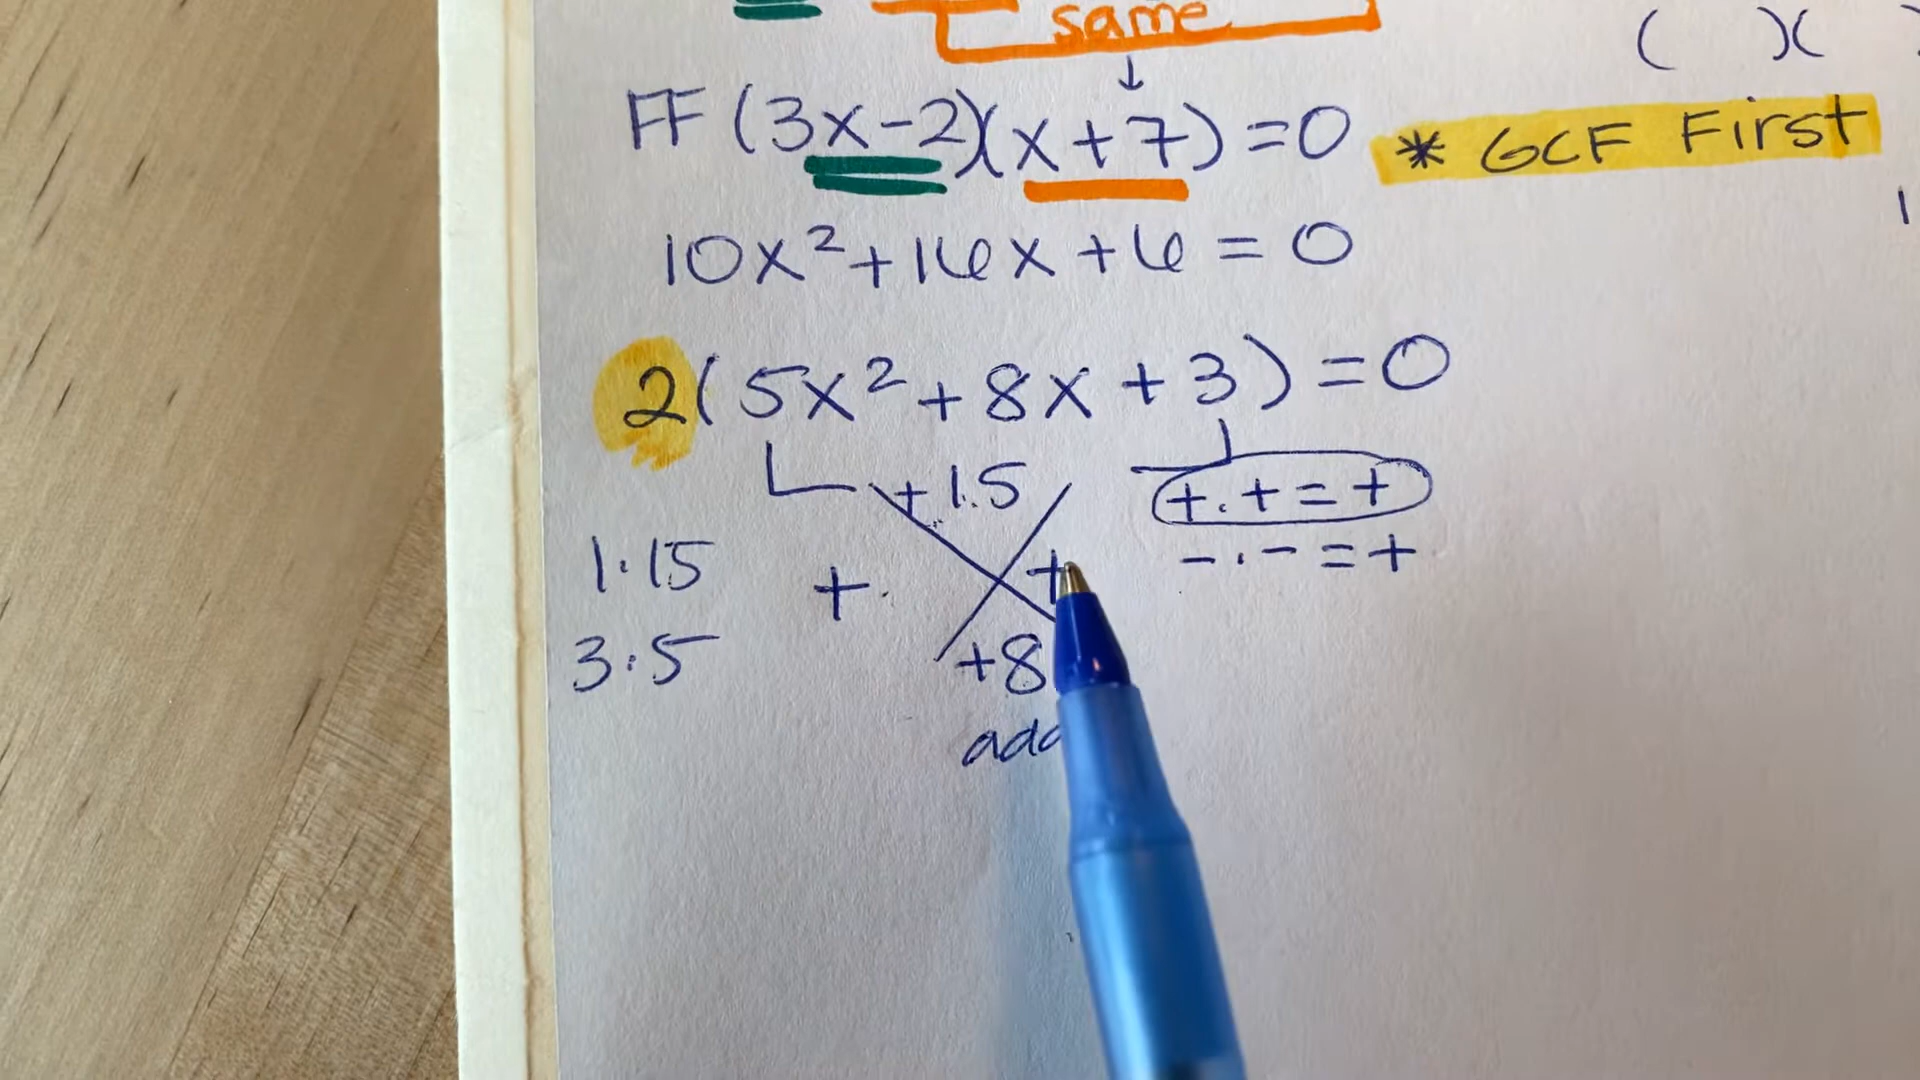 same
( )(
↓
FF (3x-2)(x+7)=0 * GCF First
10x²+16x+6=0
2(5x²+8x+3)=0
+15
+·+=+
1·15 + + -·-=+
3·5 +8
add